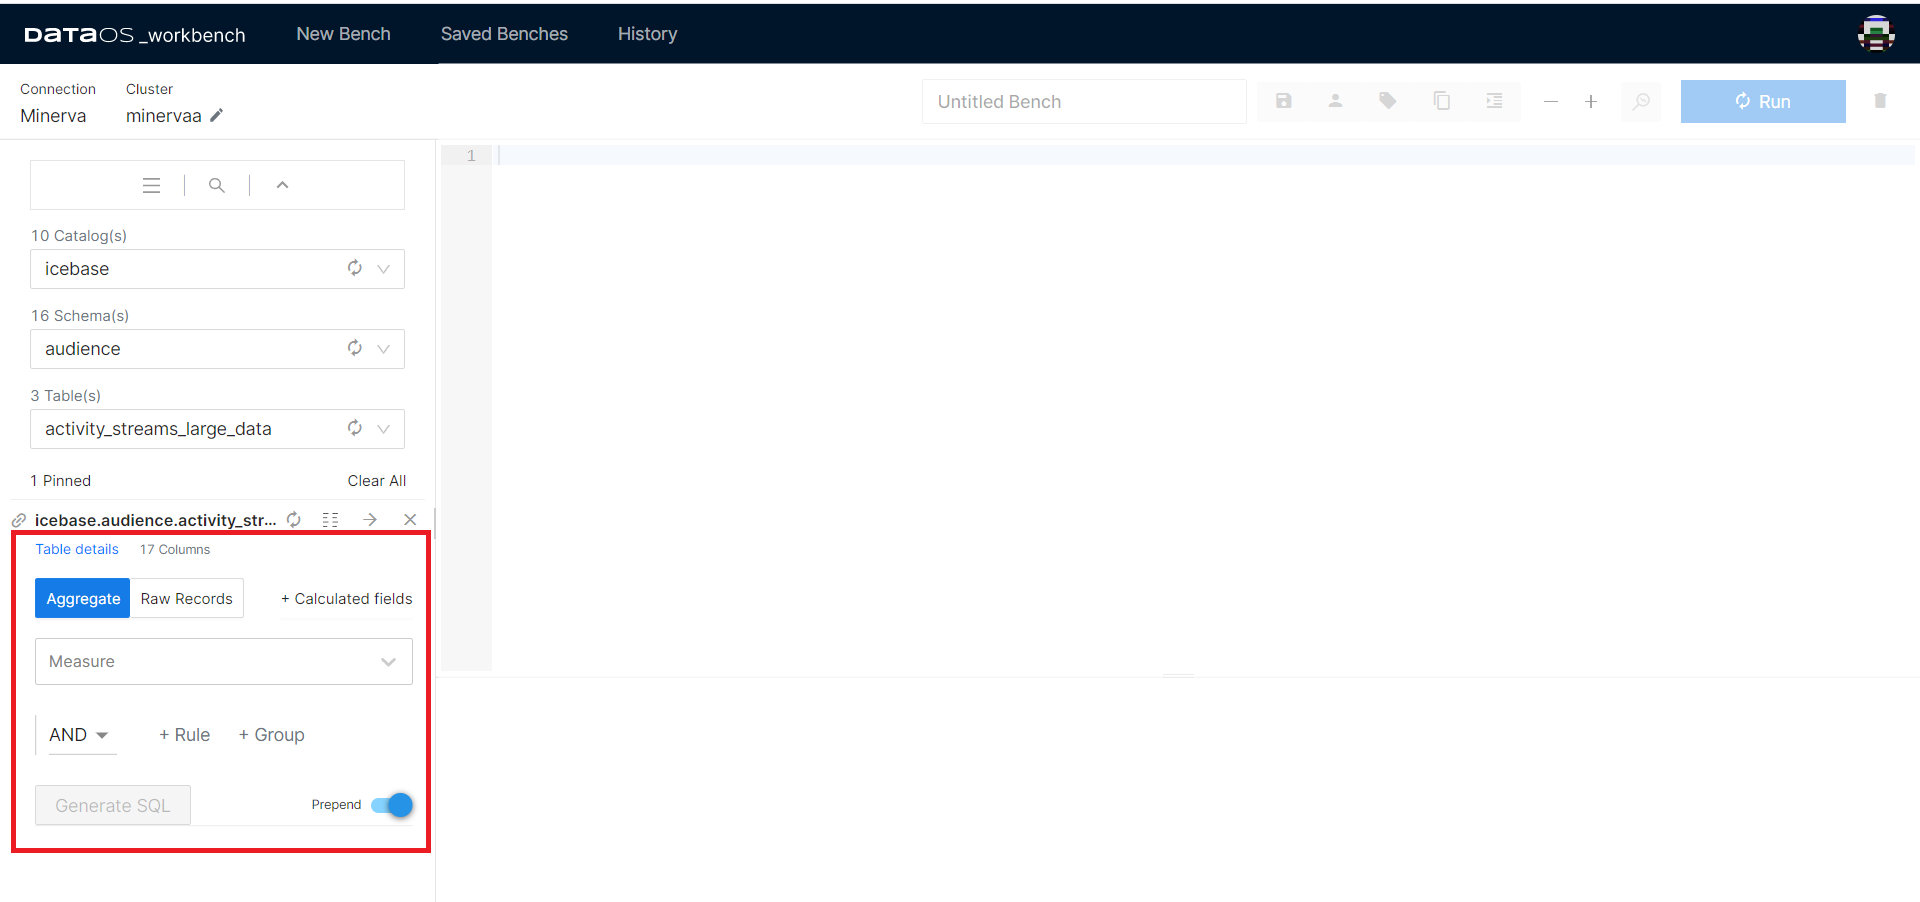 DATAOS _workbench New Bench Saved Benches History
Connection Cluster
Minerva minervaa
Untitled Bench Run
1
10 Catalog(s)
icebase
16 Schema(s)
audience
3 Table(s)
activity_streams_large_data
1 Pinned Clear All
icebase.audience.activity_str...
Table details 17 Columns
Aggregate Raw Records + Calculated fields
Measure
AND + Rule + Group
Generate SQL Prepend